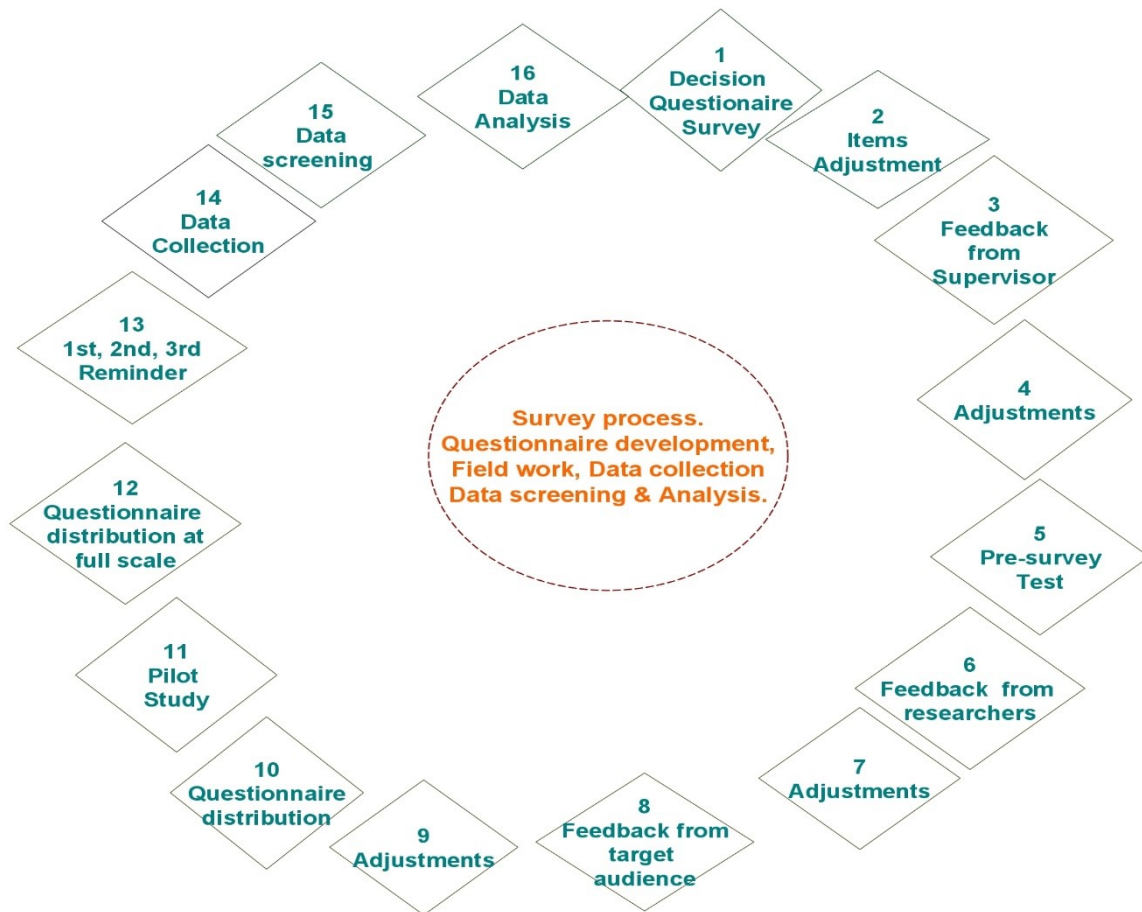 1
Decision
Questionaire
Survey
2
Items
Adjustment
3
Feedback
from
Supervisor
4
Adjustments
5
Pre-survey
Test
6
Feedback from
researchers
7
Adjustments
8
Feedback from
target
audience
9
Adjustments
10
Questionnaire
distribution
11
Pilot
Study
12
Questionnaire
distribution at
full scale
13
1st, 2nd, 3rd
Reminder
14
Data
Collection
15
Data
screening
16
Data
Analysis
Survey process.
Questionnaire development,
Field work, Data collection
Data screening & Analysis.